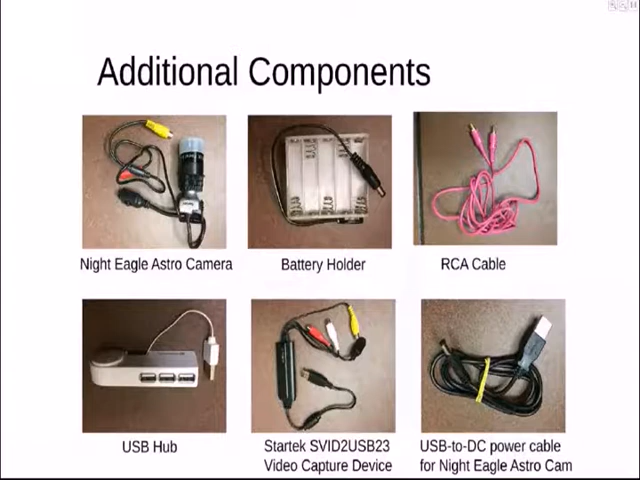 Additional Components
Night Eagle Astro Camera
Battery Holder
RCA Cable
USB Hub
Startek SVID2USB23
Video Capture Device
USB-to-DC power cable
for Night Eagle Astro Cam